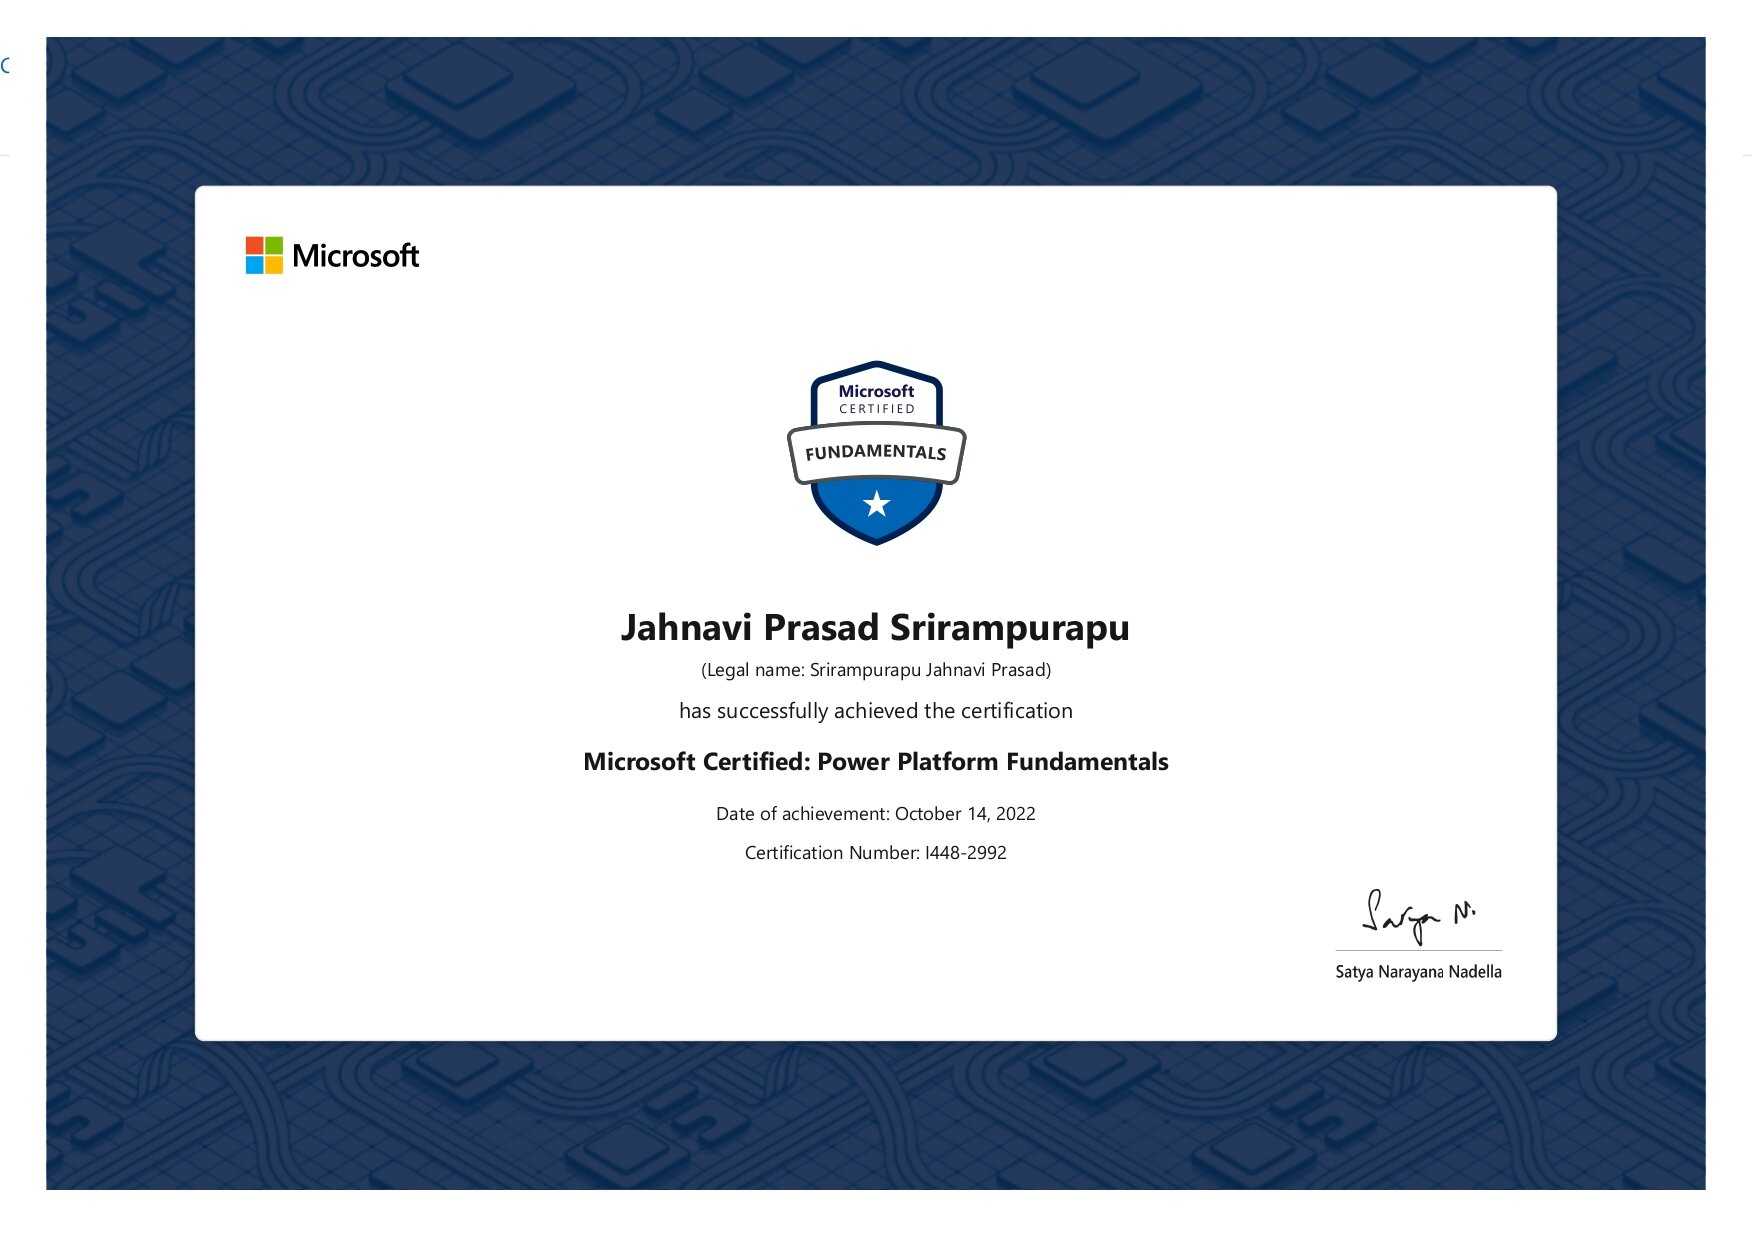 Microsoft
Microsoft
CERTIFIED
FUNDAMENTALS
Jahnavi Prasad Srirampurapu
(Legal name: Srirampurapu Jahnavi Prasad)
has successfully achieved the certification
Microsoft Certified: Power Platform Fundamentals
Date of achievement: October 14, 2022
Certification Number: I448-2992
Satya N.
Satya Narayana Nadella